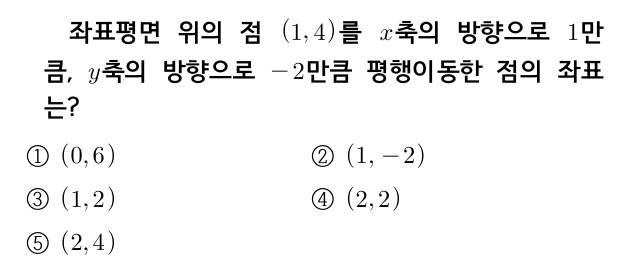 좌표평면 위의 점 (1, 4)를 x축의 방향으로 1만
큼, y축의 방향으로 −2만큼 평행이동한 점의 좌표
는?
① (0, 6) ② (1, −2)
③ (1, 2) ④ (2, 2)
⑤ (2, 4)